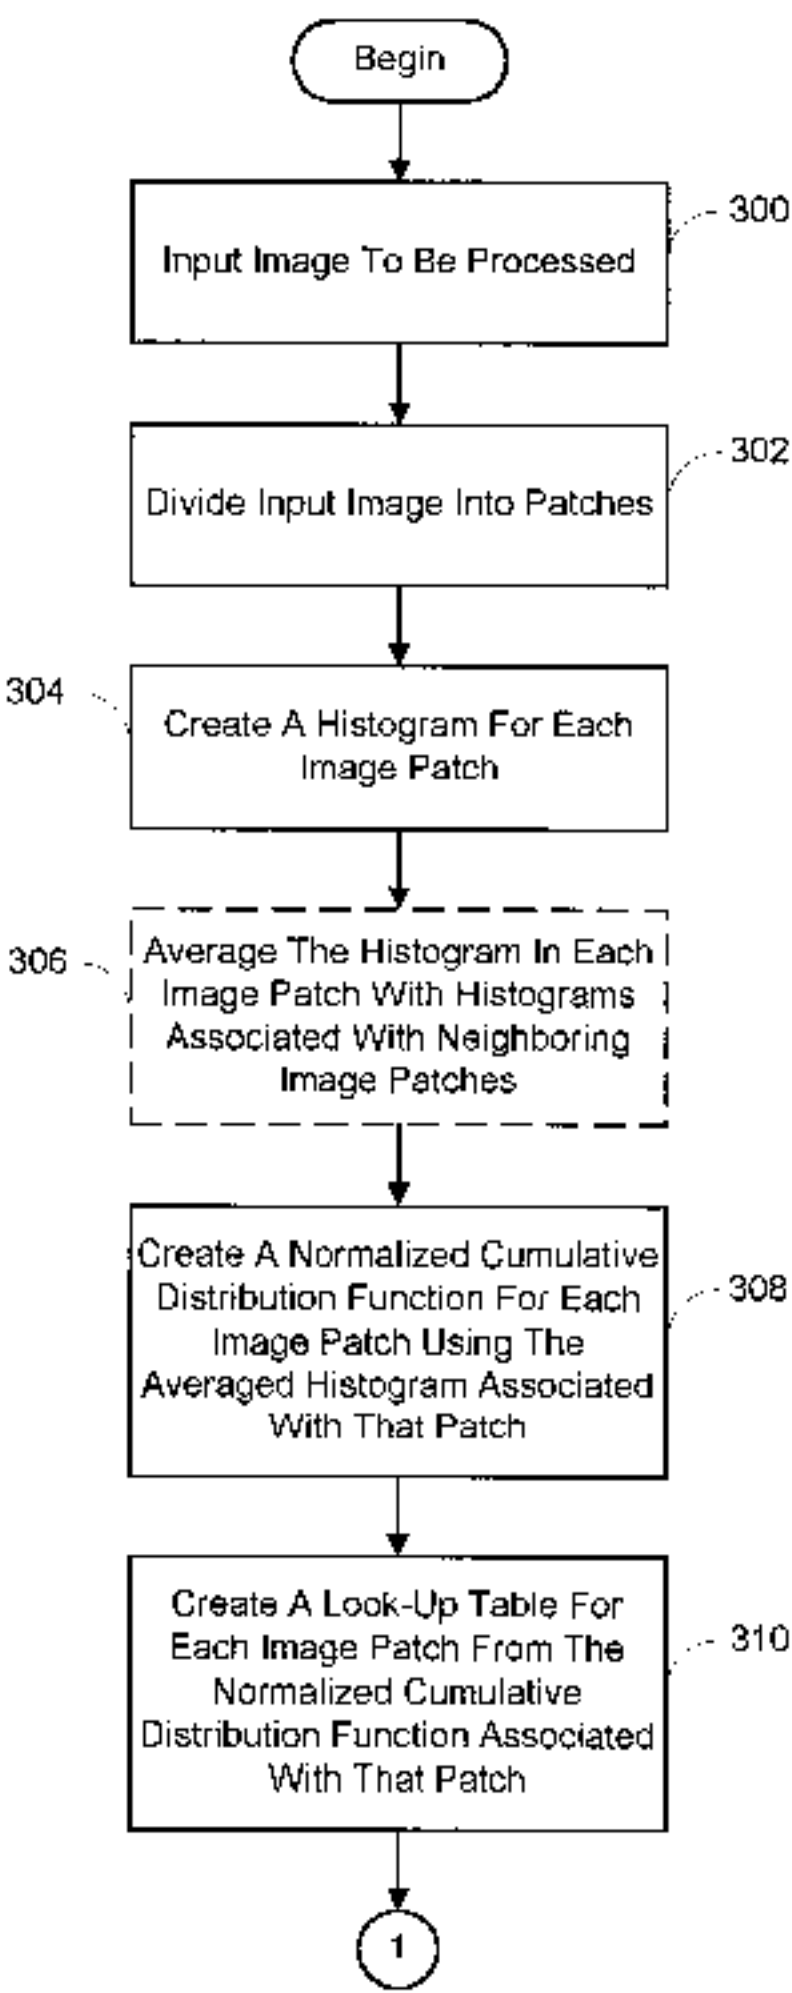 Begin
300
Input Image To Be Processed
302
Divide Input Image Into Patches
304
Create A Histogram For Each
Image Patch
306
Average The Histogram In Each
Image Patch With Histograms
Associated With Neighboring
Image Patches
308
Create A Normalized Cumulative
Distribution Function For Each
Image Patch Using The
Averaged Histogram Associated
With That Patch
310
Create A Look-Up Table For
Each Image Patch From The
Normalized Cumulative
Distribution Function Associated
With That Patch
1